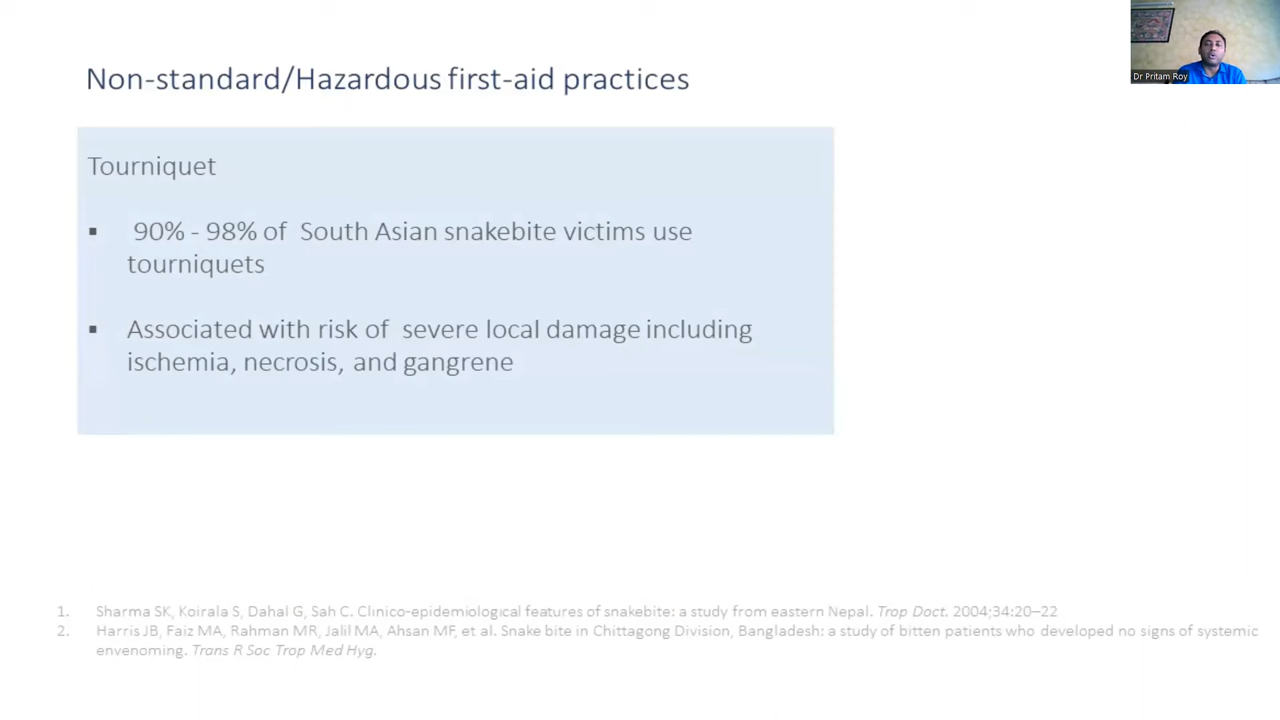 Dr Pritam Roy
Non-standard/Hazardous first-aid practices
Tourniquet
▪ 90% - 98% of South Asian snakebite victims use
tourniquets
▪ Associated with risk of severe local damage including
ischemia, necrosis, and gangrene
1. Sharma SK, Koirala S, Dahal G, Sah C. Clinico-epidemiological features of snakebite: a study from eastern Nepal. Trop Doct. 2004;34:20–22
2. Harris JB, Faiz MA, Rahman MR, Jalil MA, Ahsan MF, et al. Snake bite in Chittagong Division, Bangladesh: a study of bitten patients who developed no signs of systemic
envenoming. Trans R Soc Trop Med Hyg.